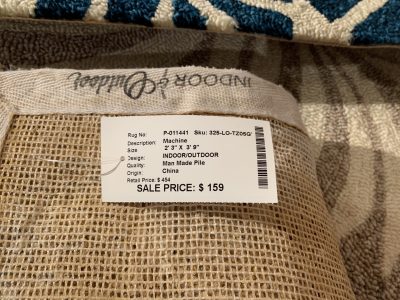 INDOOR & Outdoor
Rug No: P-011441 Sku: 325-LO-TZ05G/
Description: Machine
Size 2' 3" X 3' 9"
Design: INDOOR/OUTDOOR
Quality: Man Made Pile
Origin: China
Retail Price: $ 454
SALE PRICE: $ 159